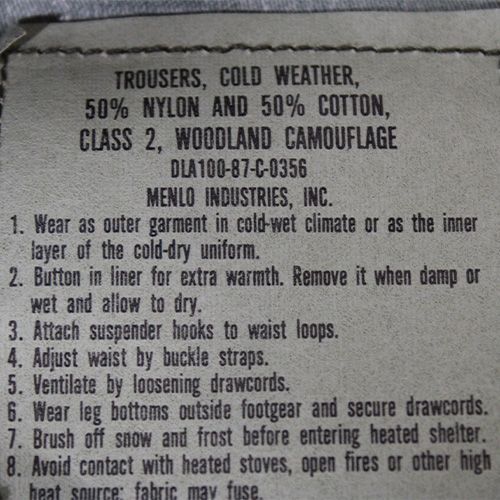 TROUSERS, COLD WEATHER,
50% NYLON AND 50% COTTON,
CLASS 2, WOODLAND CAMOUFLAGE
DLA100-87-C-0356
MENLO INDUSTRIES, INC.
1. Wear as outer garment in cold-wet climate or as the inner
layer of the cold-dry uniform.
2. Button in liner for extra warmth. Remove it when damp or
wet and allow to dry.
3. Attach suspender hooks to waist loops.
4. Adjust waist by buckle straps.
5. Ventilate by loosening drawcords.
6. Wear leg bottoms outside footgear and secure drawcords.
7. Brush off snow and frost before entering heated shelter.
8. Avoid contact with heated stoves, open fires or other high
heat source; fabric may fuse.